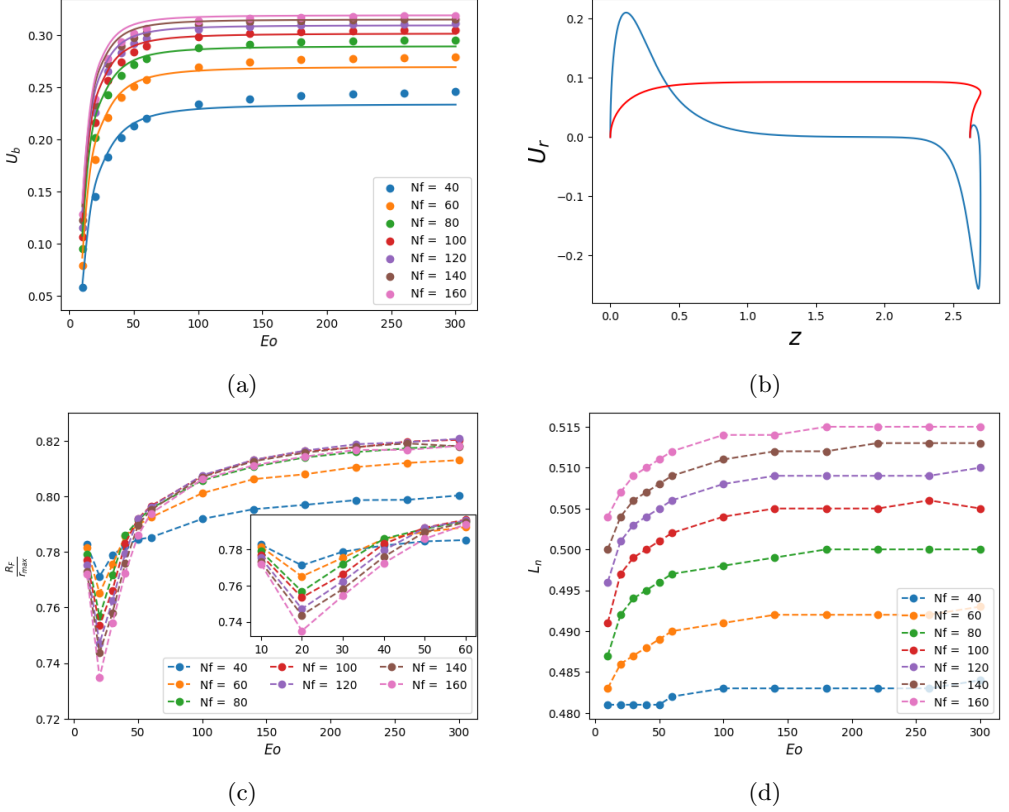 0.30
0.25
0.20
0.15
0.10
0.05
U_b
0 50 100 150 200 250 300
Eo
Nf = 40
Nf = 60
Nf = 80
Nf = 100
Nf = 120
Nf = 140
Nf = 160
(a)
0.2
0.1
0.0
−0.1
−0.2
U_r
0.0 0.5 1.0 1.5 2.0 2.5
z
(b)
0.82
0.80
0.78
0.76
0.74
0.72
R_F
r_max
0.78
0.76
0.74
10 20 30 40 50 60
Nf = 40 Nf = 100 Nf = 140
Nf = 60 Nf = 120 Nf = 160
Nf = 80
0 50 100 150 200 250 300
Eo
(c)
0.515
0.510
0.505
0.500
0.495
0.490
0.485
0.480
L_n
Nf = 40
Nf = 60
Nf = 80
Nf = 100
Nf = 120
Nf = 140
Nf = 160
0 50 100 150 200 250 300
Eo
(d)